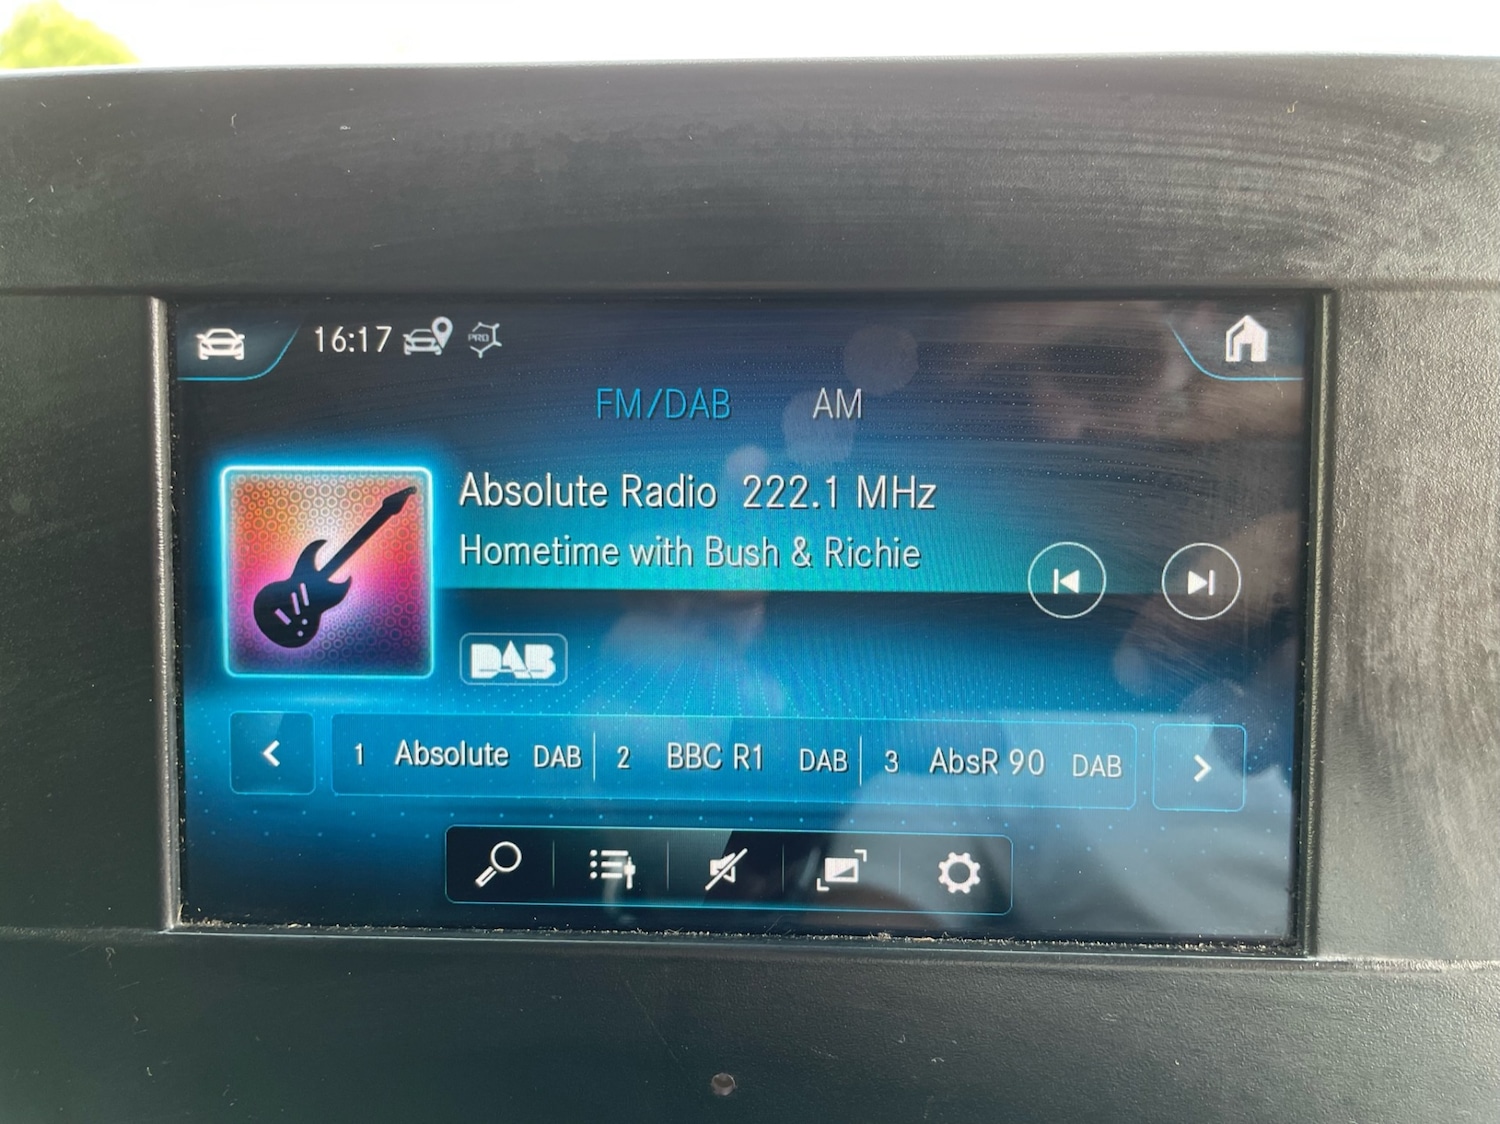 16:17 PRO
FM/DAB AM
Absolute Radio 222.1 MHz
Hometime with Bush & Richie
DAB
1 Absolute DAB 2 BBC R1 DAB 3 AbsR 90 DAB